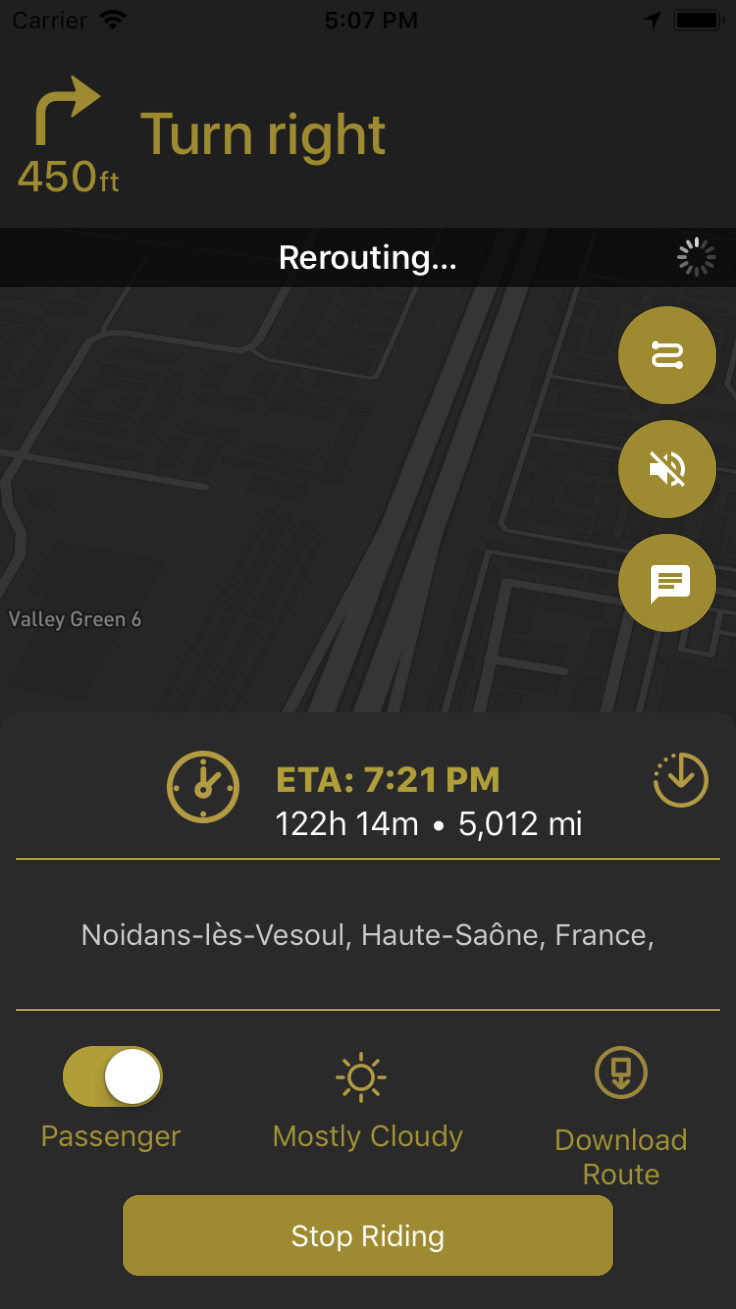 Carrier 5:07 PM
Turn right
450ft
Rerouting...
Valley Green 6
ETA: 7:21 PM
122h 14m • 5,012 mi
Noidans-lès-Vesoul, Haute-Saône, France,
Passenger
Mostly Cloudy
Download
Route
Stop Riding